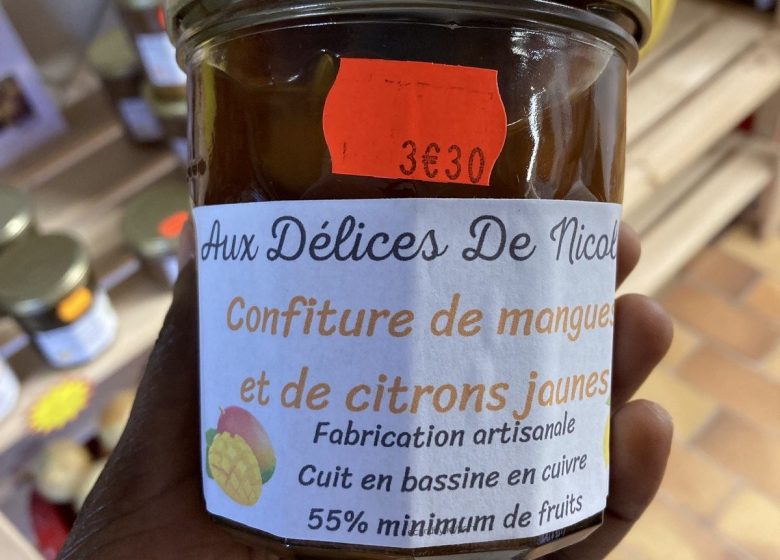 3€30
Aux Délices De Nicol
Confiture de mangues
et de citrons jaunes
Fabrication artisanale
Cuit en bassine en cuivre
55% minimum de fruits